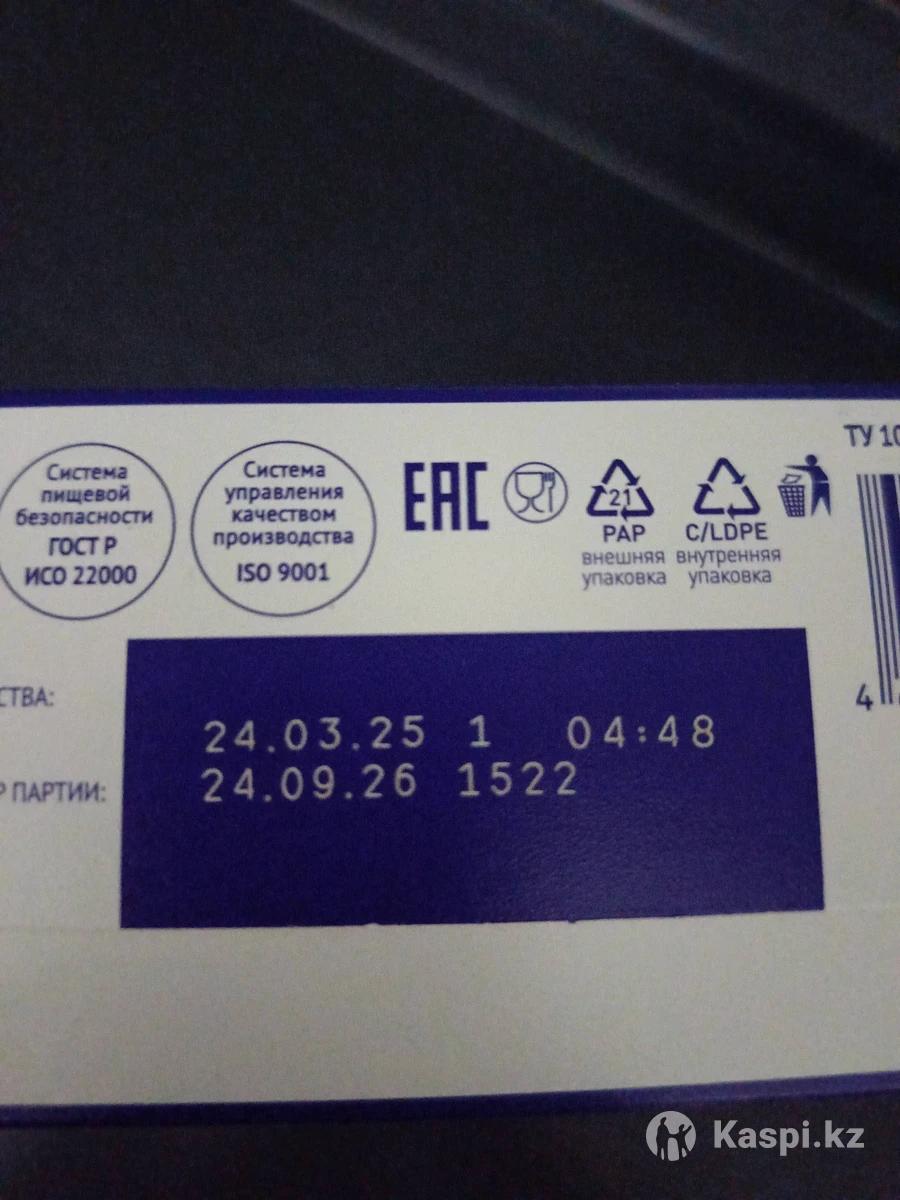 Система
пищевой
безопасности
ГОСТ Р
ИСО 22000
Система
управления
качеством
производства
ISO 9001
EAC
21
PAP
внешняя
упаковка
C/LDPE
внутренняя
упаковка
ТУ 10
4
СТВА:
24.03.25 1 04:48
Р ПАРТИИ:
24.09.26 1522
Kaspi.kz